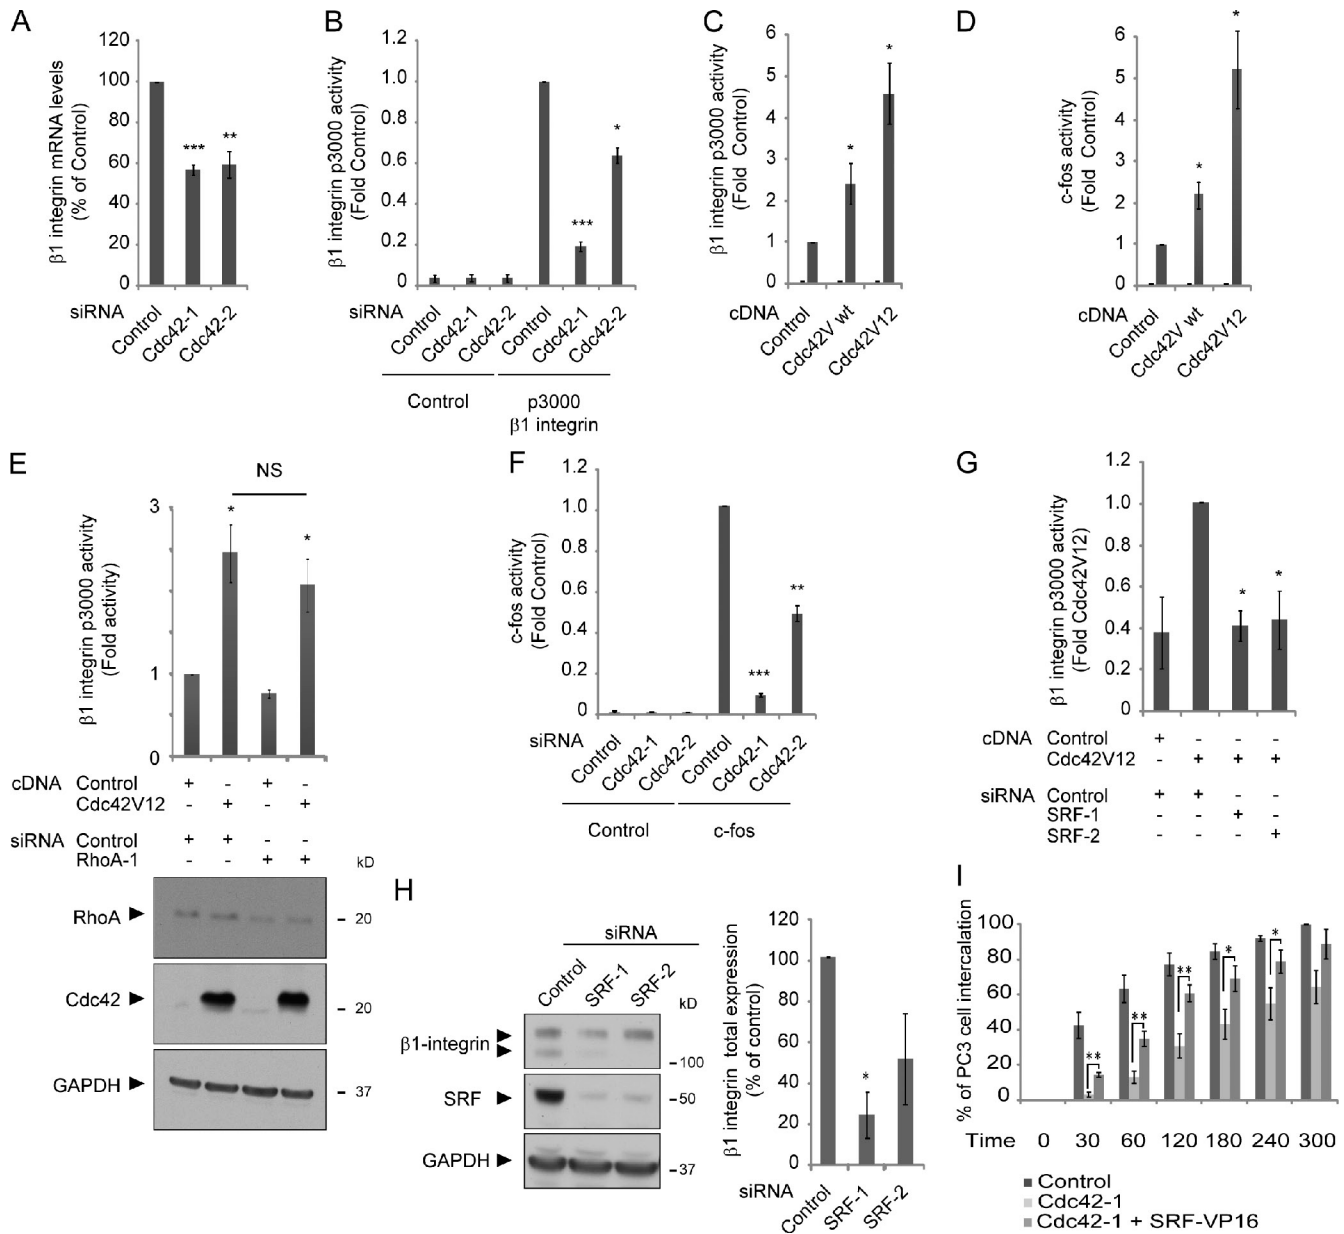 A
β1 integrin mRNA levels
(% of Control)
120
100
80
60
40
20
0
***
**
siRNA
Control
Cdc42-1
Cdc42-2
B
β1 integrin p3000 activity
(Fold Control)
1.2
1.0
0.8
0.6
0.4
0.2
0
***
*
siRNA
Control
Cdc42-1
Cdc42-2
Control
Cdc42-1
Cdc42-2
Control
p3000
β1 integrin
C
β1 integrin p3000 activity
(Fold Control)
6
4
2
1
0
*
*
cDNA
Control
Cdc42V wt
Cdc42V12
D
c-fos activity
(Fold Control)
6
5
4
3
2
1
0
*
*
cDNA
Control
Cdc42V wt
Cdc42V12
E
NS
β1 integrin p3000 activity
(Fold activity)
3
1
0
*
*
cDNA Control + - + -
Cdc42V12 - + - +
siRNA Control + + - -
RhoA-1 - - + +
kD
RhoA
- 20
Cdc42
- 20
GAPDH
- 37
F
c-fos activity
(Fold Control)
1.2
1.0
0.8
0.6
0.4
0.2
0
***
**
siRNA
Control
Cdc42-1
Cdc42-2
Control
Cdc42-1
Cdc42-2
Control
c-fos
G
β1 integrin p3000 activity
(Fold Cdc42V12)
1.2
1.0
0.8
0.6
0.4
0.2
0
*
*
cDNA Control + - - -
Cdc42V12 - + + +
siRNA Control + + - -
SRF-1 - - + -
SRF-2 - - - +
H
siRNA
Control
SRF-1
SRF-2
kD
β1-integrin
- 100
SRF
- 50
GAPDH
- 37
β1 integrin total expression
(% of control)
120
100
80
60
40
20
0
*
siRNA
Control
SRF-1
SRF-2
I
% of PC3 cell intercalation
100
80
60
40
20
0
**
**
**
*
*
Time 0 30 60 120 180 240 300
Control
Cdc42-1
Cdc42-1 + SRF-VP16